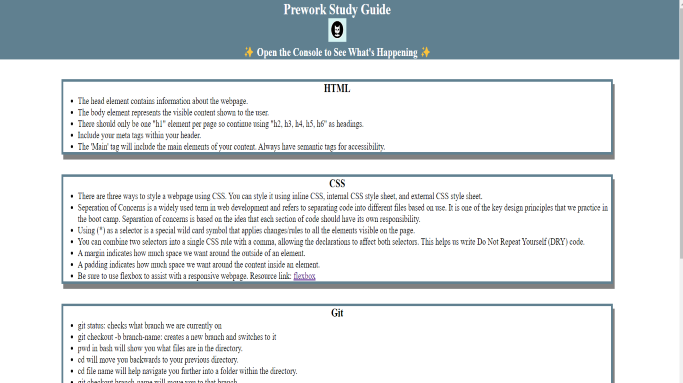 Prework Study Guide
✨ Open the Console to See What's Happening ✨
HTML
The head element contains information about the webpage.
The body element represents the visible content shown to the user.
There should only be one "h1" element per page so continue using "h2, h3, h4, h5, h6" as headings.
Include your meta tags within your header.
The 'Main' tag will include the main elements of your content. Always have semantic tags for accessibility.
CSS
There are three ways to style a webpage using CSS. You can style it using inline CSS, internal CSS style sheet, and external CSS style sheet.
Seperation of Concerns is a widely used term in web development and refers to separating code into different files based on use. It is one of the key design principles that we practice in
the boot camp. Separation of concerns is based on the idea that each section of code should have its own responsibility.
Using (*) as a selector is a special wild card symbol that applies changes/rules to all the elements visible on the page.
You can combine two selectors into a single CSS rule with a comma, allowing the declarations to affect both selectors. This helps us write Do Not Repeat Yourself (DRY) code.
A margin indicates how much space we want around the outside of an element.
A padding indicates how much space we want around the content inside an element.
Be sure to use flexbox to assist with a responsive webpage. Resource link: flexbox
Git
git status: checks what branch we are currently on
git checkout -b branch-name: creates a new branch and switches to it
pwd in bash will show you what files are in the directory.
cd will move you backwards to your previous directory.
cd file name will help navigate you further into a folder within the directory.
git checkout branch-name will move you to that branch